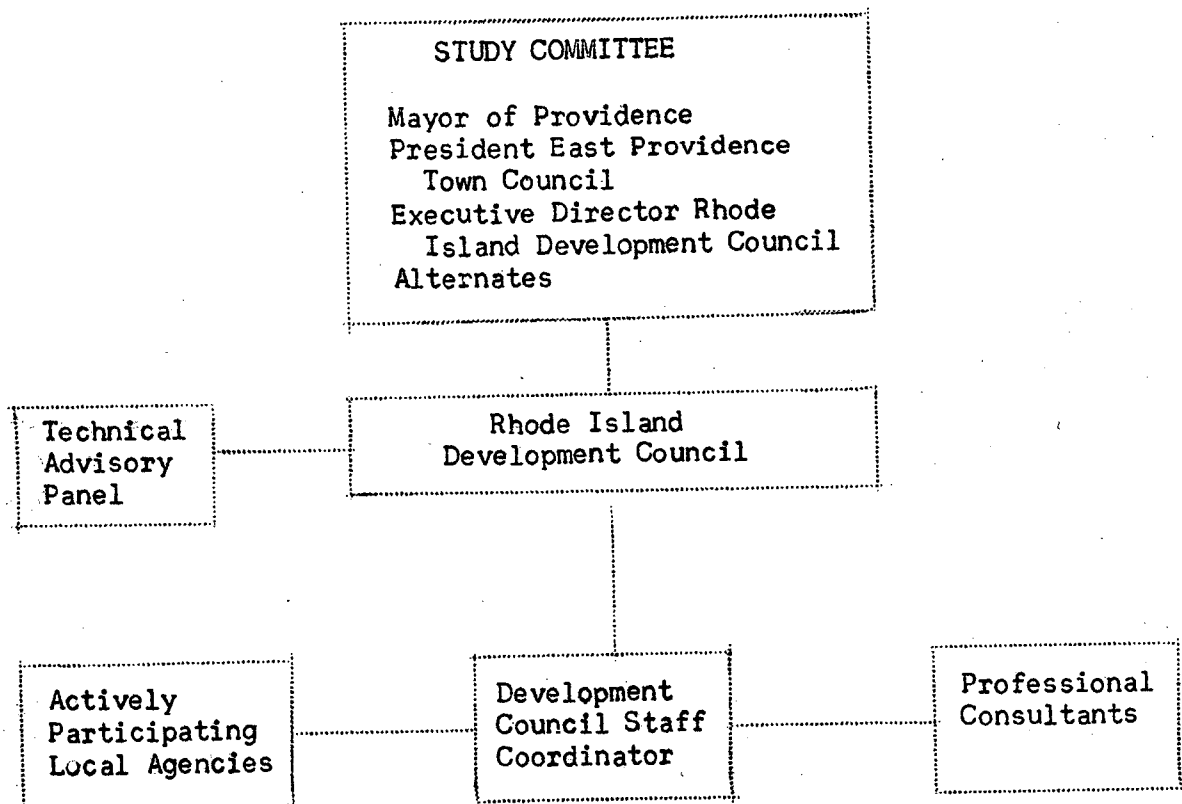 STUDY COMMITTEE
Mayor of Providence
President East Providence
Town Council
Executive Director Rhode
Island Development Council
Alternates
Technical
Advisory
Panel
Rhode Island
Development Council
Actively
Participating
Local Agencies
Development
Council Staff
Coordinator
Professional
Consultants